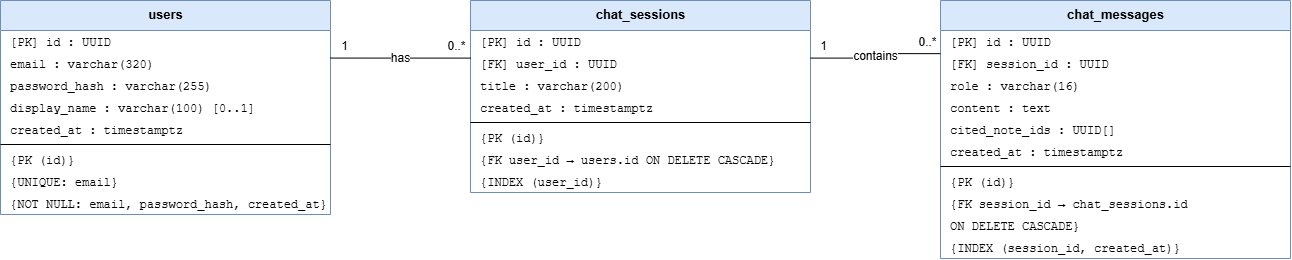 users
[PK] id : UUID
email : varchar(320)
password_hash : varchar(255)
display_name : varchar(100) [0..1]
created_at : timestamptz
{PK (id)}
{UNIQUE: email}
{NOT NULL: email, password_hash, created_at}
1
has
0..*
chat_sessions
[PK] id : UUID
[FK] user_id : UUID
title : varchar(200)
created_at : timestamptz
{PK (id)}
{FK user_id → users.id ON DELETE CASCADE}
{INDEX (user_id)}
1
contains
0..*
chat_messages
[PK] id : UUID
[FK] session_id : UUID
role : varchar(16)
content : text
cited_note_ids : UUID[]
created_at : timestamptz
{PK (id)}
{FK session_id → chat_sessions.id
ON DELETE CASCADE}
{INDEX (session_id, created_at)}